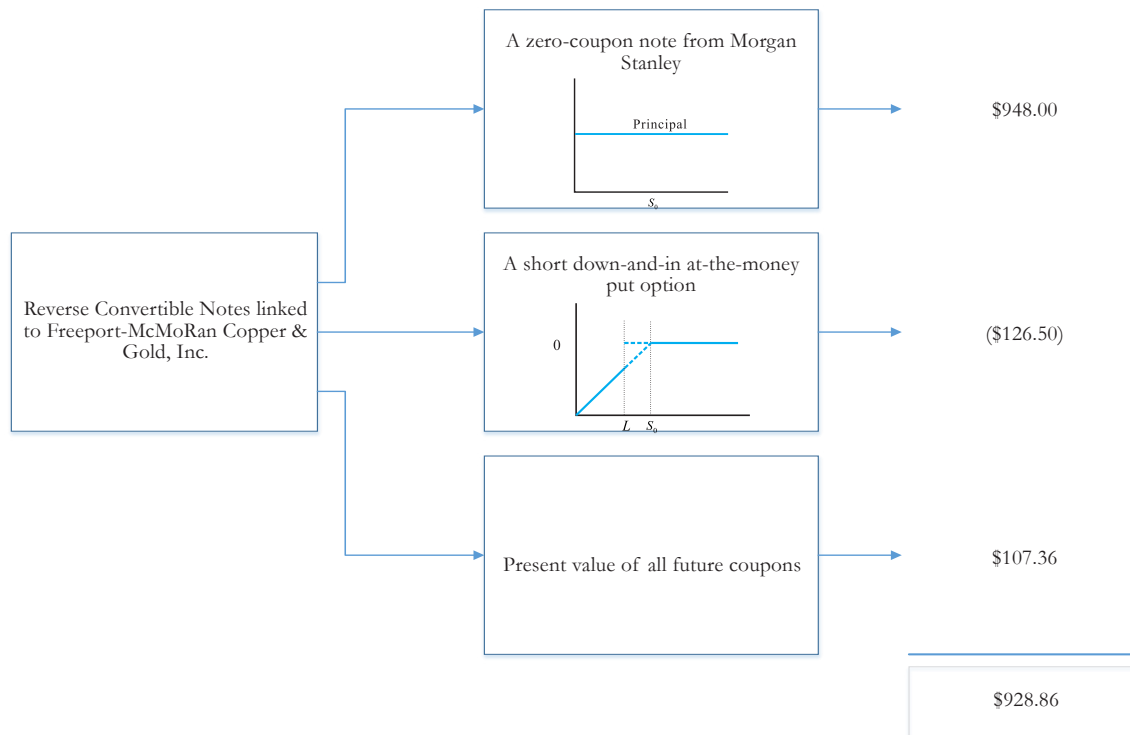 A zero-coupon note from Morgan
Stanley
Principal
S₀
$948.00
Reverse Convertible Notes linked
to Freeport-McMoRan Copper &
Gold, Inc.
A short down-and-in at-the-money
put option
0
L S₀
($126.50)
Present value of all future coupons
$107.36
$928.86